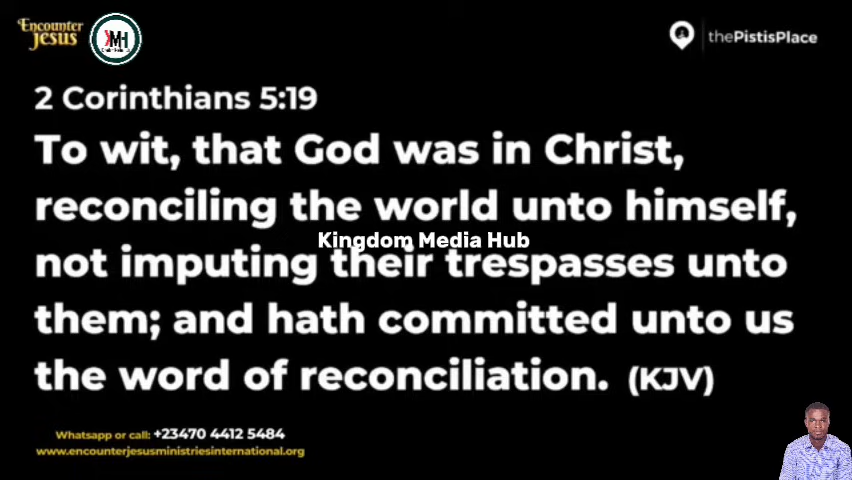 Encounter
Jesus
KMH
thePistisPlace
2 Corinthians 5:19
To wit, that God was in Christ,
reconciling the world unto himself,
Kingdom Media Hub
not imputing their trespasses unto
them; and hath committed unto us
the word of reconciliation. (KJV)
Whatsapp or call: +23470 4412 5484
www.encounterjesusministriesinternational.org